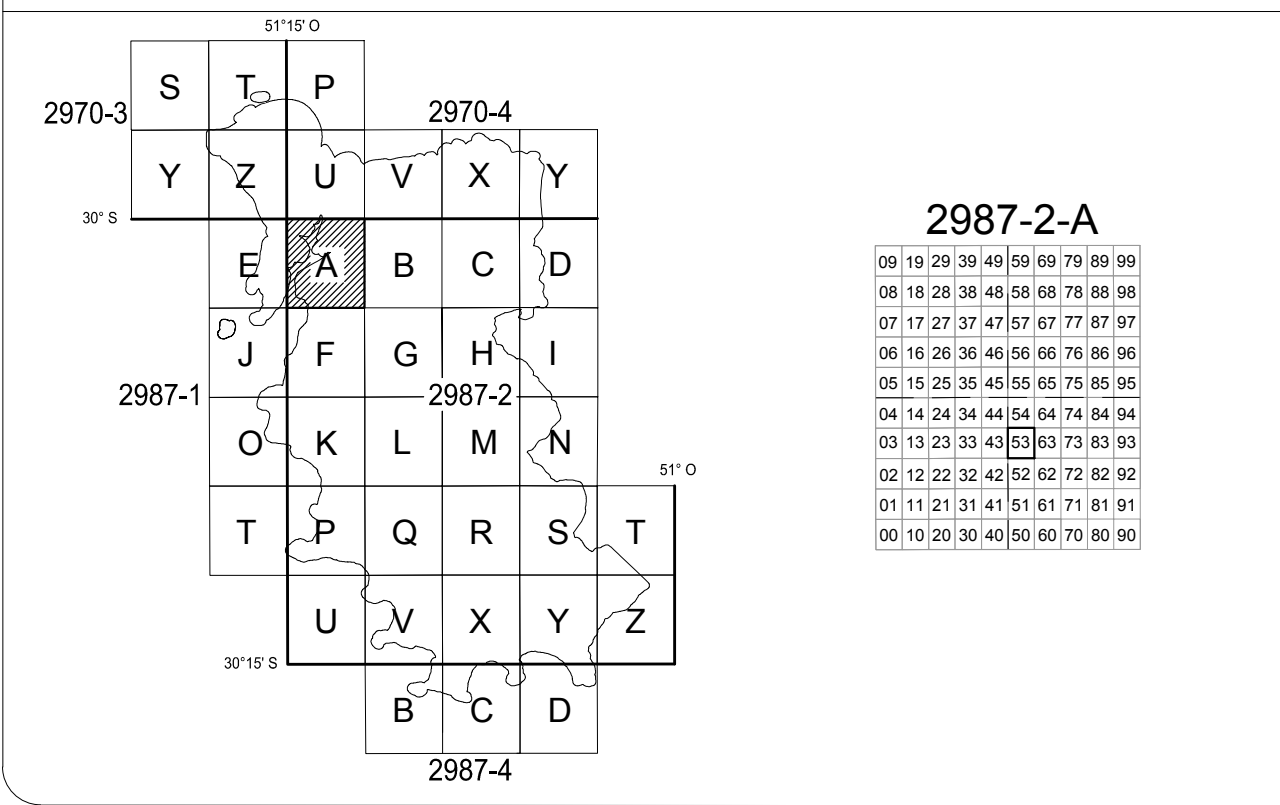 51°15' O
S T P
2970-3 2970-4
Y Z U V X Y
30° S
E A B C D
J F G H I
2987-1 2987-2
O K L M N
51° O
T P Q R S T
U V X Y Z
30°15' S
B C D
2987-4
2987-2-A
09 19 29 39 49 59 69 79 89 99
08 18 28 38 48 58 68 78 88 98
07 17 27 37 47 57 67 77 87 97
06 16 26 36 46 56 66 76 86 96
05 15 25 35 45 55 65 75 85 95
04 14 24 34 44 54 64 74 84 94
03 13 23 33 43 53 63 73 83 93
02 12 22 32 42 52 62 72 82 92
01 11 21 31 41 51 61 71 81 91
00 10 20 30 40 50 60 70 80 90